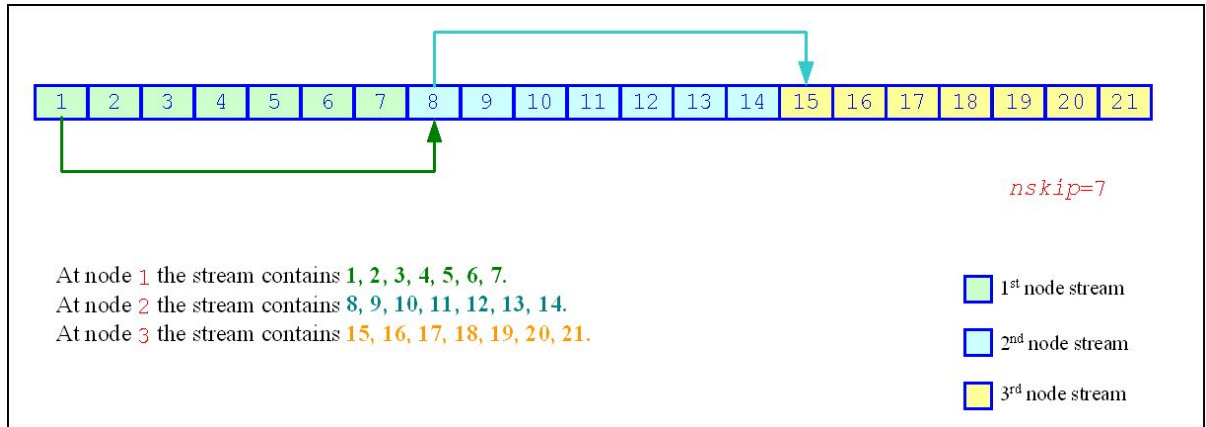 1 2 3 4 5 6 7 8 9 10 11 12 13 14 15 16 17 18 19 20 21
nskip=7
At node 1 the stream contains 1, 2, 3, 4, 5, 6, 7.
At node 2 the stream contains 8, 9, 10, 11, 12, 13, 14.
At node 3 the stream contains 15, 16, 17, 18, 19, 20, 21.
1st node stream
2nd node stream
3rd node stream